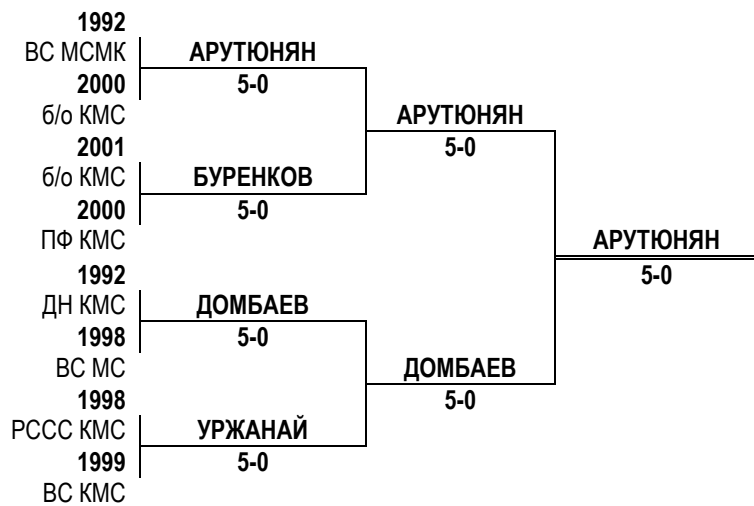 1992
ВС МСМК
АРУТЮНЯН
2000
5-0
б/о КМС
АРУТЮНЯН
2001
5-0
б/о КМС
БУРЕНКОВ
2000
5-0
ПФ КМС
АРУТЮНЯН
1992
5-0
ДН КМС
ДОМБАЕВ
1998
5-0
ВС МС
ДОМБАЕВ
1998
5-0
РССС КМС
УРЖАНАЙ
1999
5-0
ВС КМС